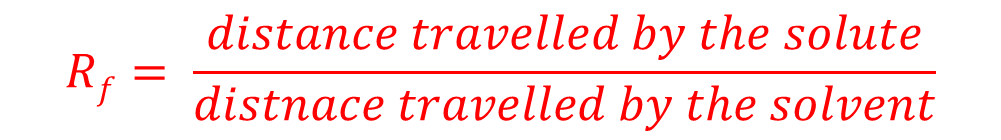 distance travelled by the solute
R_f =
distnace travelled by the solvent